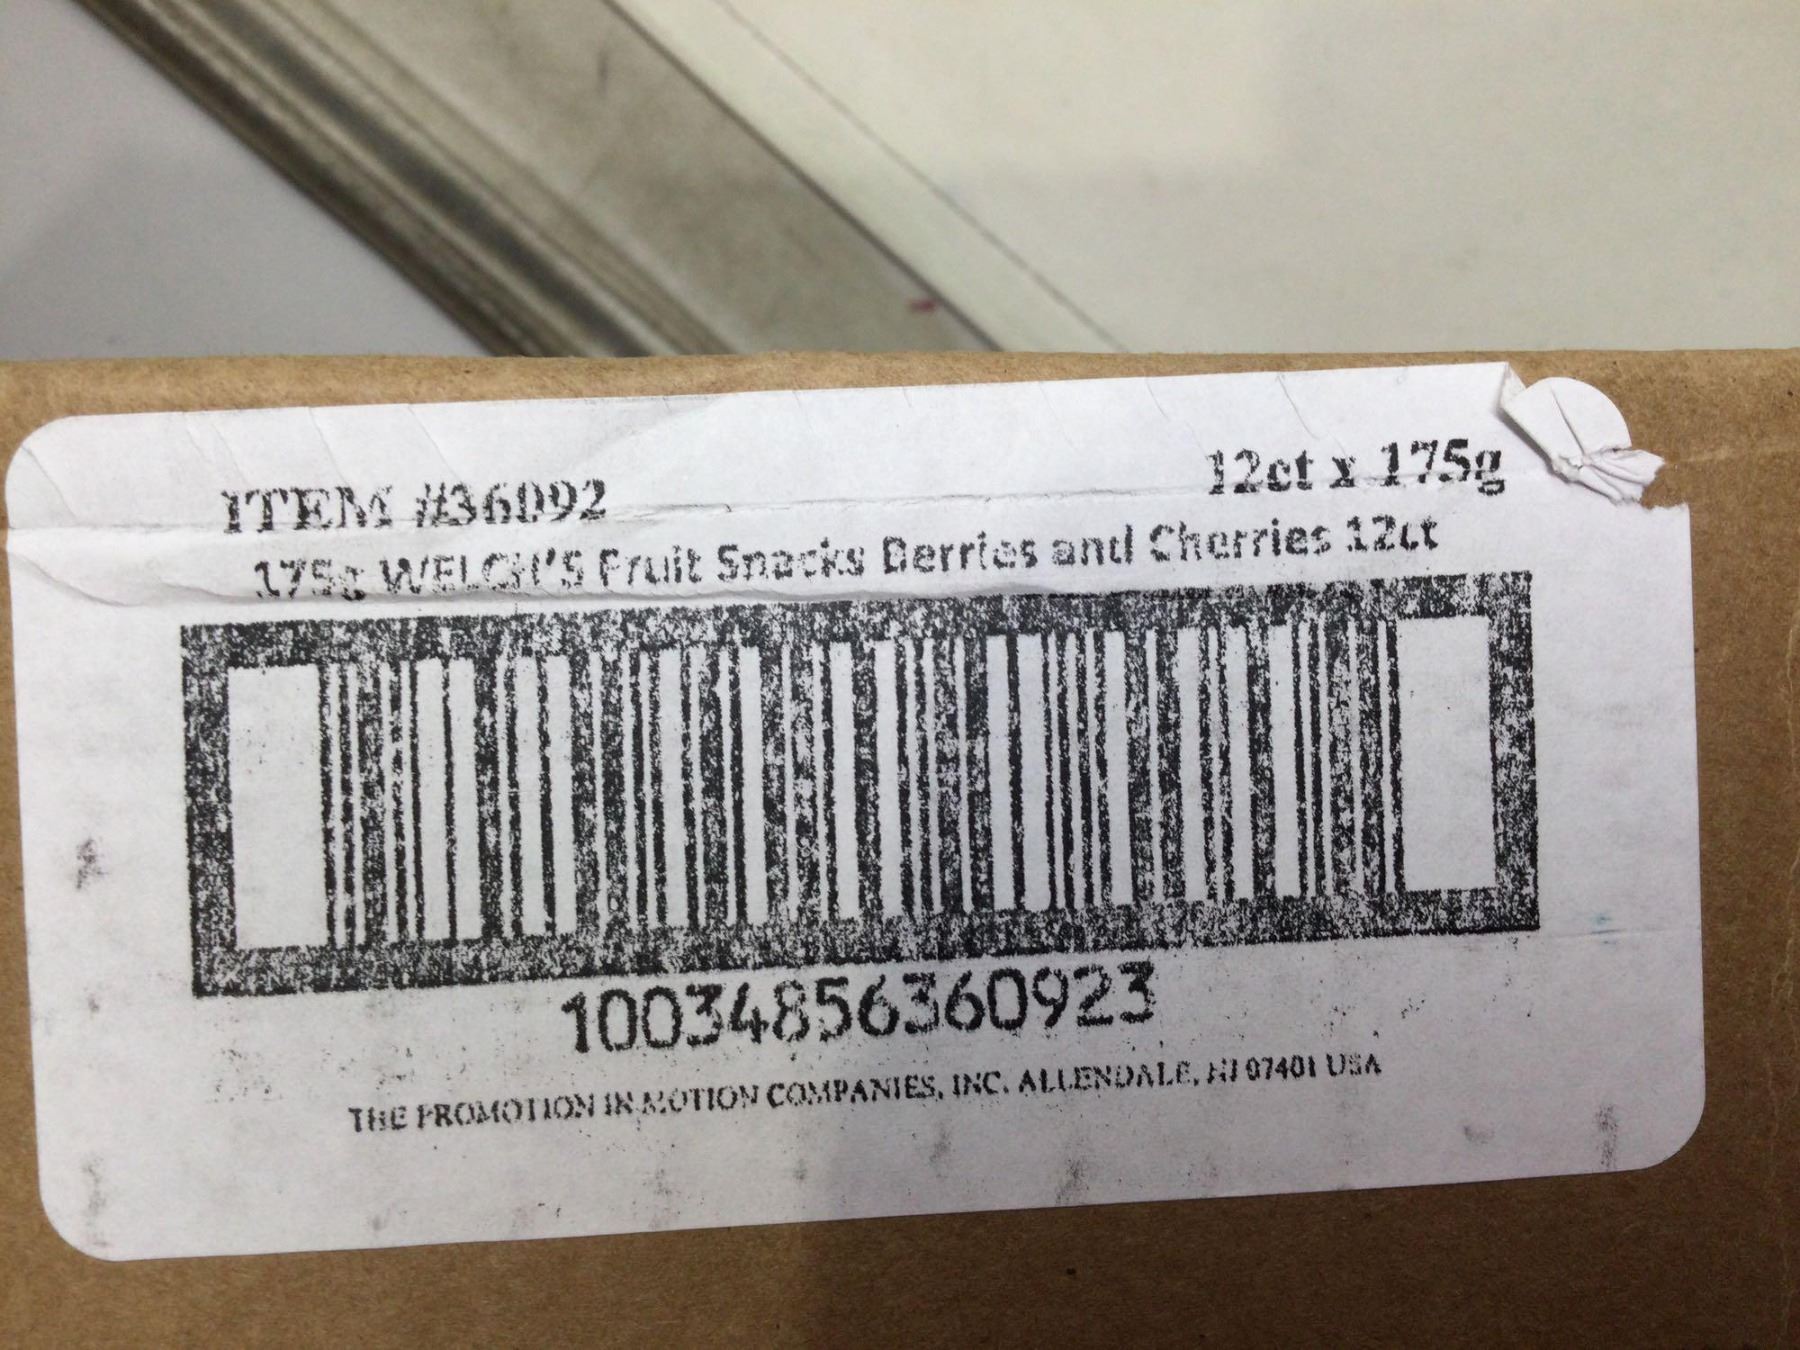 ITEM #36092
12ct x 175g
175g WELCH'S Fruit Snacks Berries and Cherries 12ct
10034856360923
THE PROMOTION IN MOTION COMPANIES, INC. ALLENDALE, NJ 07401 USA